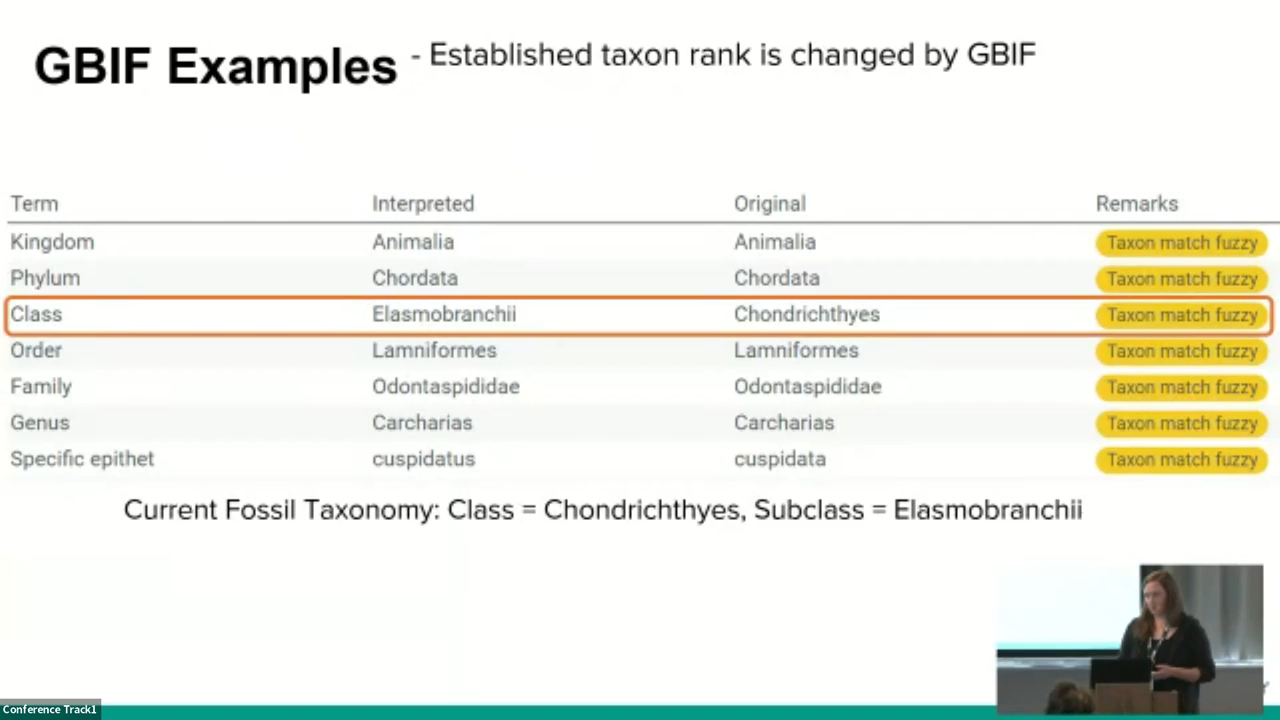 GBIF Examples - Established taxon rank is changed by GBIF
Term Interpreted Original Remarks
Kingdom Animalia Animalia Taxon match fuzzy
Phylum Chordata Chordata Taxon match fuzzy
Class Elasmobranchii Chondrichthyes Taxon match fuzzy
Order Lamniformes Lamniformes Taxon match fuzzy
Family Odontaspididae Odontaspididae Taxon match fuzzy
Genus Carcharias Carcharias Taxon match fuzzy
Specific epithet cuspidatus cuspidata Taxon match fuzzy
Current Fossil Taxonomy: Class = Chondrichthyes, Subclass = Elasmobranchii
Conference Track1